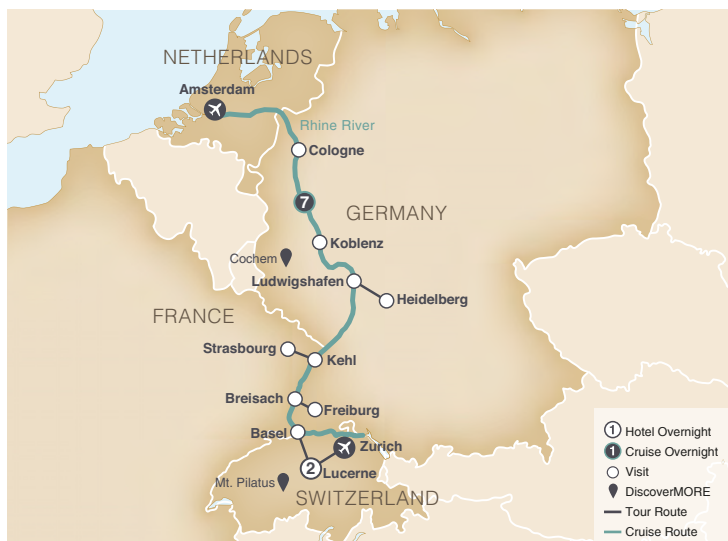 NETHERLANDS
Amsterdam
Rhine River
Cologne
7
GERMANY
Koblenz
Cochem
Ludwigshafen
Heidelberg
FRANCE
Strasbourg
Kehl
Breisach
Freiburg
Basel
Zurich
2
Lucerne
Mt. Pilatus
SWITZERLAND
1 Hotel Overnight
1 Cruise Overnight
Visit
DiscoverMORE
Tour Route
Cruise Route